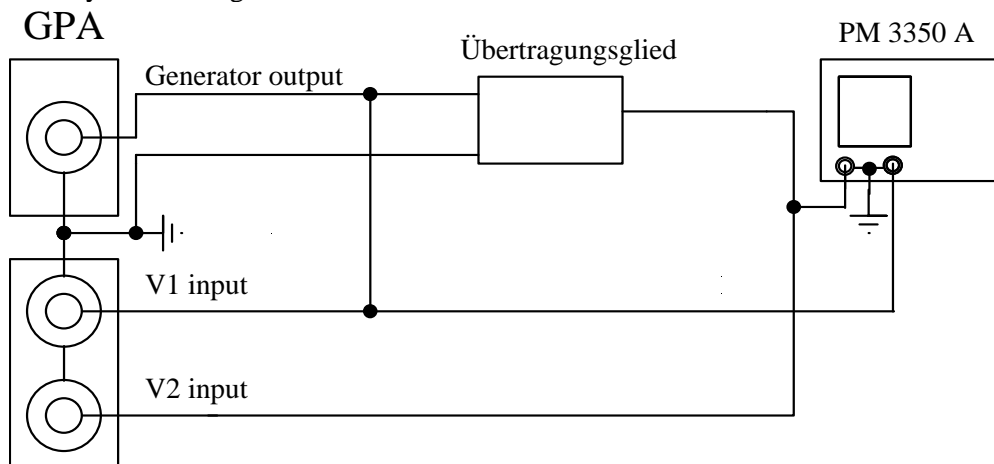 GPA
PM 3350 A
Übertragungsglied
Generator output
V1 input
V2 input